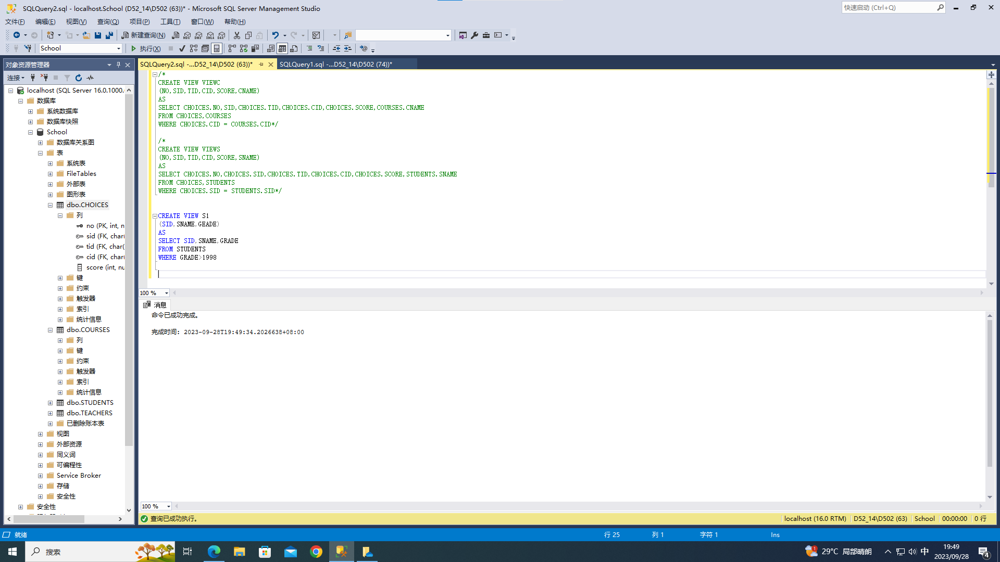 SQLQuery2.sql - localhost.School (D52_14\D502 (63))* - Microsoft SQL Server Management Studio
快速启动 (Ctrl+Q)
文件(F) 编辑(E) 视图(V) 查询(Q) 项目(P) 工具(T) 窗口(W) 帮助(H)
新建查询(N) MDX DMX XMLA DAX
School 执行(X)
对象资源管理器
SQLQuery2.sql -...D52_14\D502 (63))* SQLQuery1.sql -...D52_14\D502 (74))*
连接
localhost (SQL Server 16.0.1000.
数据库
系统数据库
数据库快照
School
数据库关系图
表
系统表
FileTables
外部表
图形表
dbo.CHOICES
列
no (PK, int, n
sid (FK, char(
tid (FK, char(
cid (FK, char(
score (int, nu
键
约束
触发器
索引
统计信息
dbo.COURSES
列
键
约束
触发器
索引
统计信息
dbo.STUDENTS
dbo.TEACHERS
已删除账本表
视图
外部资源
同义词
可编程性
Service Broker
存储
安全性
安全性
/*
CREATE VIEW VIEWC
(NO,SID,TID,CID,SCORE,CNAME)
AS
SELECT CHOICES.NO,SID,CHOICES.TID,CHOICES.CID,CHOICES.SCORE,COURSES.CNAME
FROM CHOICES,COURSES
WHERE CHOICES.CID = COURSES.CID*/
/*
CREATE VIEW VIEWS
(NO,SID,TID,CID,SCORE,SNAME)
AS
SELECT CHOICES.NO,CHOICES.SID,CHOICES.TID,CHOICES.CID,CHOICES.SCORE,STUDENTS.SNAME
FROM CHOICES,STUDENTS
WHERE CHOICES.SID = STUDENTS.SID*/
CREATE VIEW S1
(SID,SNAME,GEADE)
AS
SELECT SID,SNAME,GRADE
FROM STUDENTS
WHERE GRADE>1998
100 %
消息
命令已成功完成。
完成时间: 2023-09-28T19:49:34.2026638+08:00
100 %
查询已成功执行。
localhost (16.0 RTM) D52_14\D502 (63) School 00:00:00 0 行
就绪 行 25 列 1 字符 1 Ins
搜索
1 29°C 局部晴朗 中 19:49
2023/09/28 4